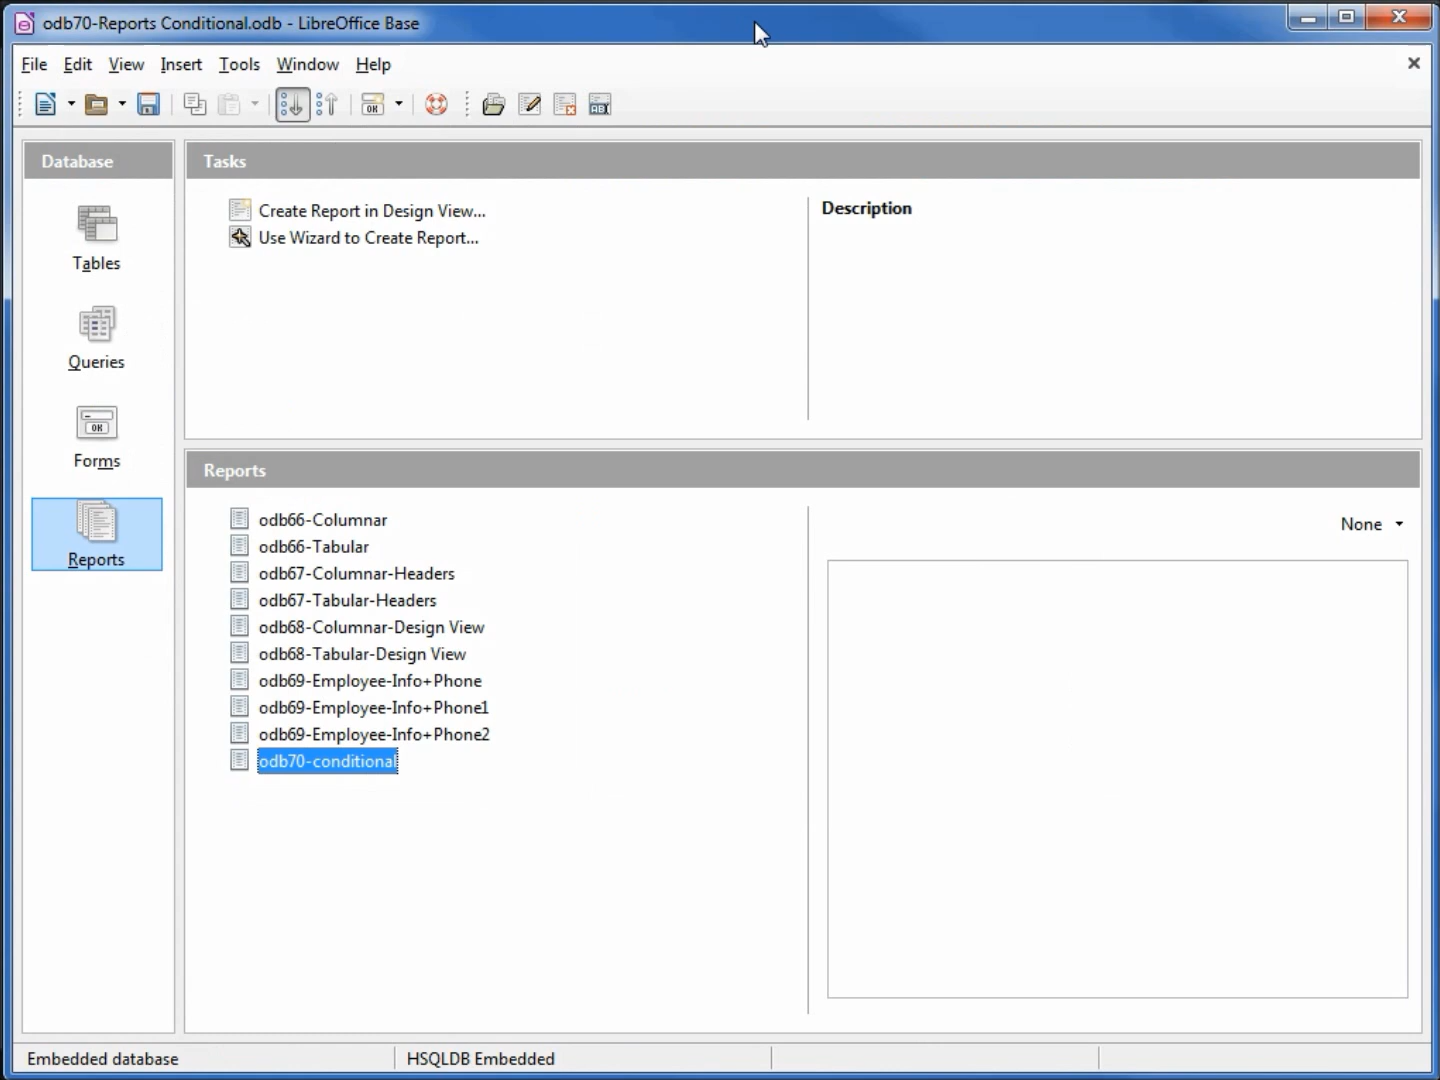 odb70-Reports Conditional.odb - LibreOffice Base
File Edit View Insert Tools Window Help
Database
Tables
Queries
Forms
Reports
Tasks
Create Report in Design View...
Use Wizard to Create Report...
Description
Reports
odb66-Columnar
odb66-Tabular
odb67-Columnar-Headers
odb67-Tabular-Headers
odb68-Columnar-Design View
odb68-Tabular-Design View
odb69-Employee-Info+Phone
odb69-Employee-Info+Phone1
odb69-Employee-Info+Phone2
odb70-conditional
None
Embedded database
HSQLDB Embedded